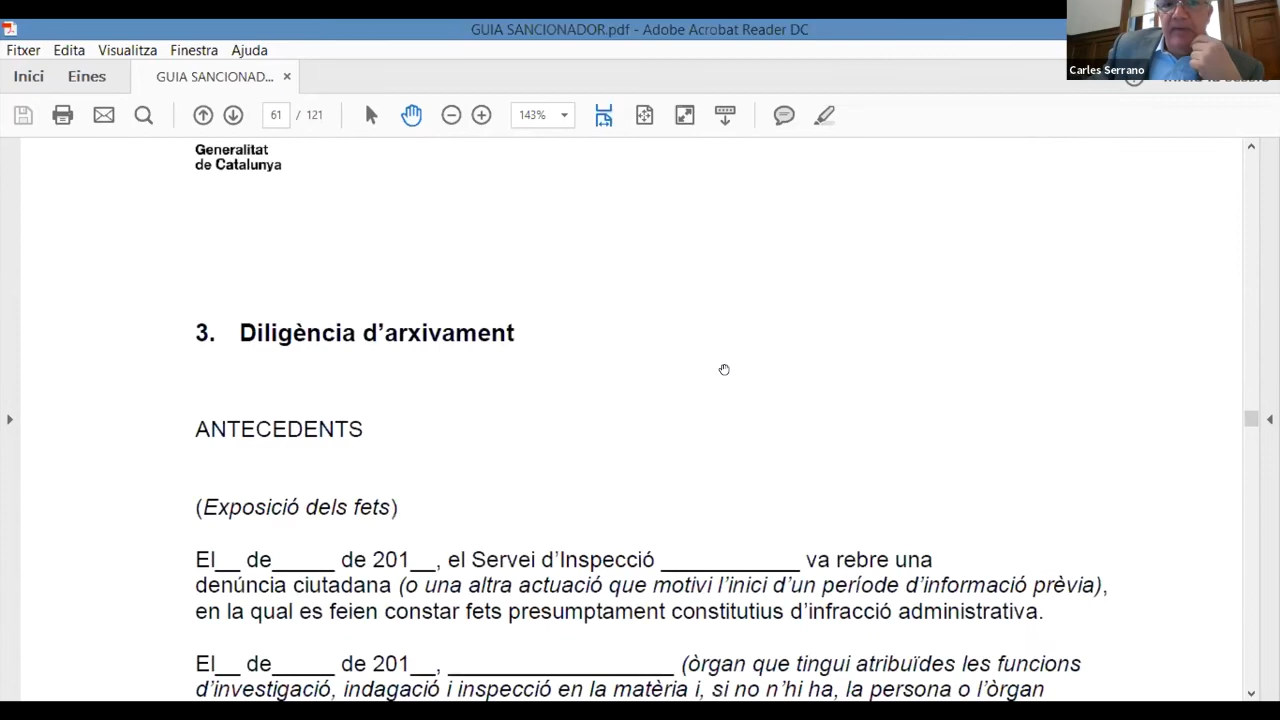 GUIA SANCIONADOR.pdf - Adobe Acrobat Reader DC
Fitxer Edita Visualitza Finestra Ajuda
Inici Eines GUIA SANCIONAD... ×
61 / 121 143%
Carles Serrano
Generalitat
de Catalunya
3. Diligència d’arxivament
ANTECEDENTS
(Exposició dels fets)
El__ de_____ de 201__, el Servei d’Inspecció ___________ va rebre una
denúncia ciutadana (o una altra actuació que motivi l’inici d’un període d’informació prèvia),
en la qual es feien constar fets presumptament constitutius d’infracció administrativa.
El__ de_____ de 201__, __________________ (òrgan que tingui atribuïdes les funcions
d’investigació, indagació i inspecció en la matèria i, si no n’hi ha, la persona o l’òrgan